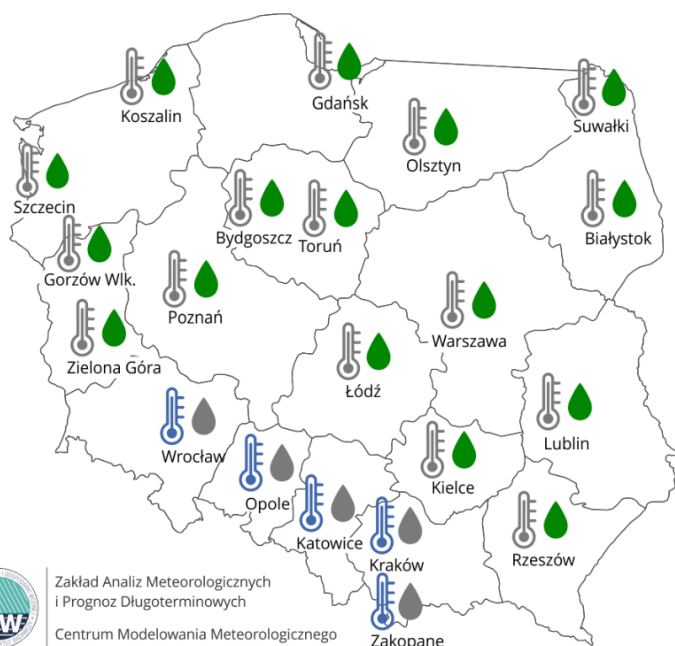 Koszalin
Gdańsk
Suwałki
Olsztyn
Szczecin
Bydgoszcz
Toruń
Białystok
Gorzów Wlk.
Poznań
Warszawa
Zielona Góra
Łódź
Wrocław
Lublin
Opole
Kielce
Katowice
Kraków
Rzeszów
Zakopane
Zakład Analiz Meteorologicznych
i Prognoz Długoterminowych
Centrum Modelowania Meteorologicznego
W